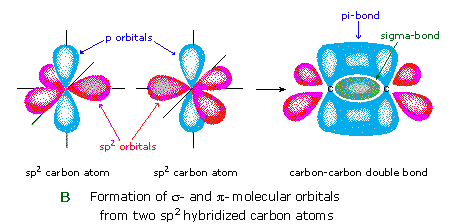 pi-bond
p orbitals
sigma-bond
C C
sp² orbitals
sp² carbon atom sp² carbon atom carbon-carbon double bond
B Formation of σ- and π- molecular orbitals
from two sp² hybridized carbon atoms